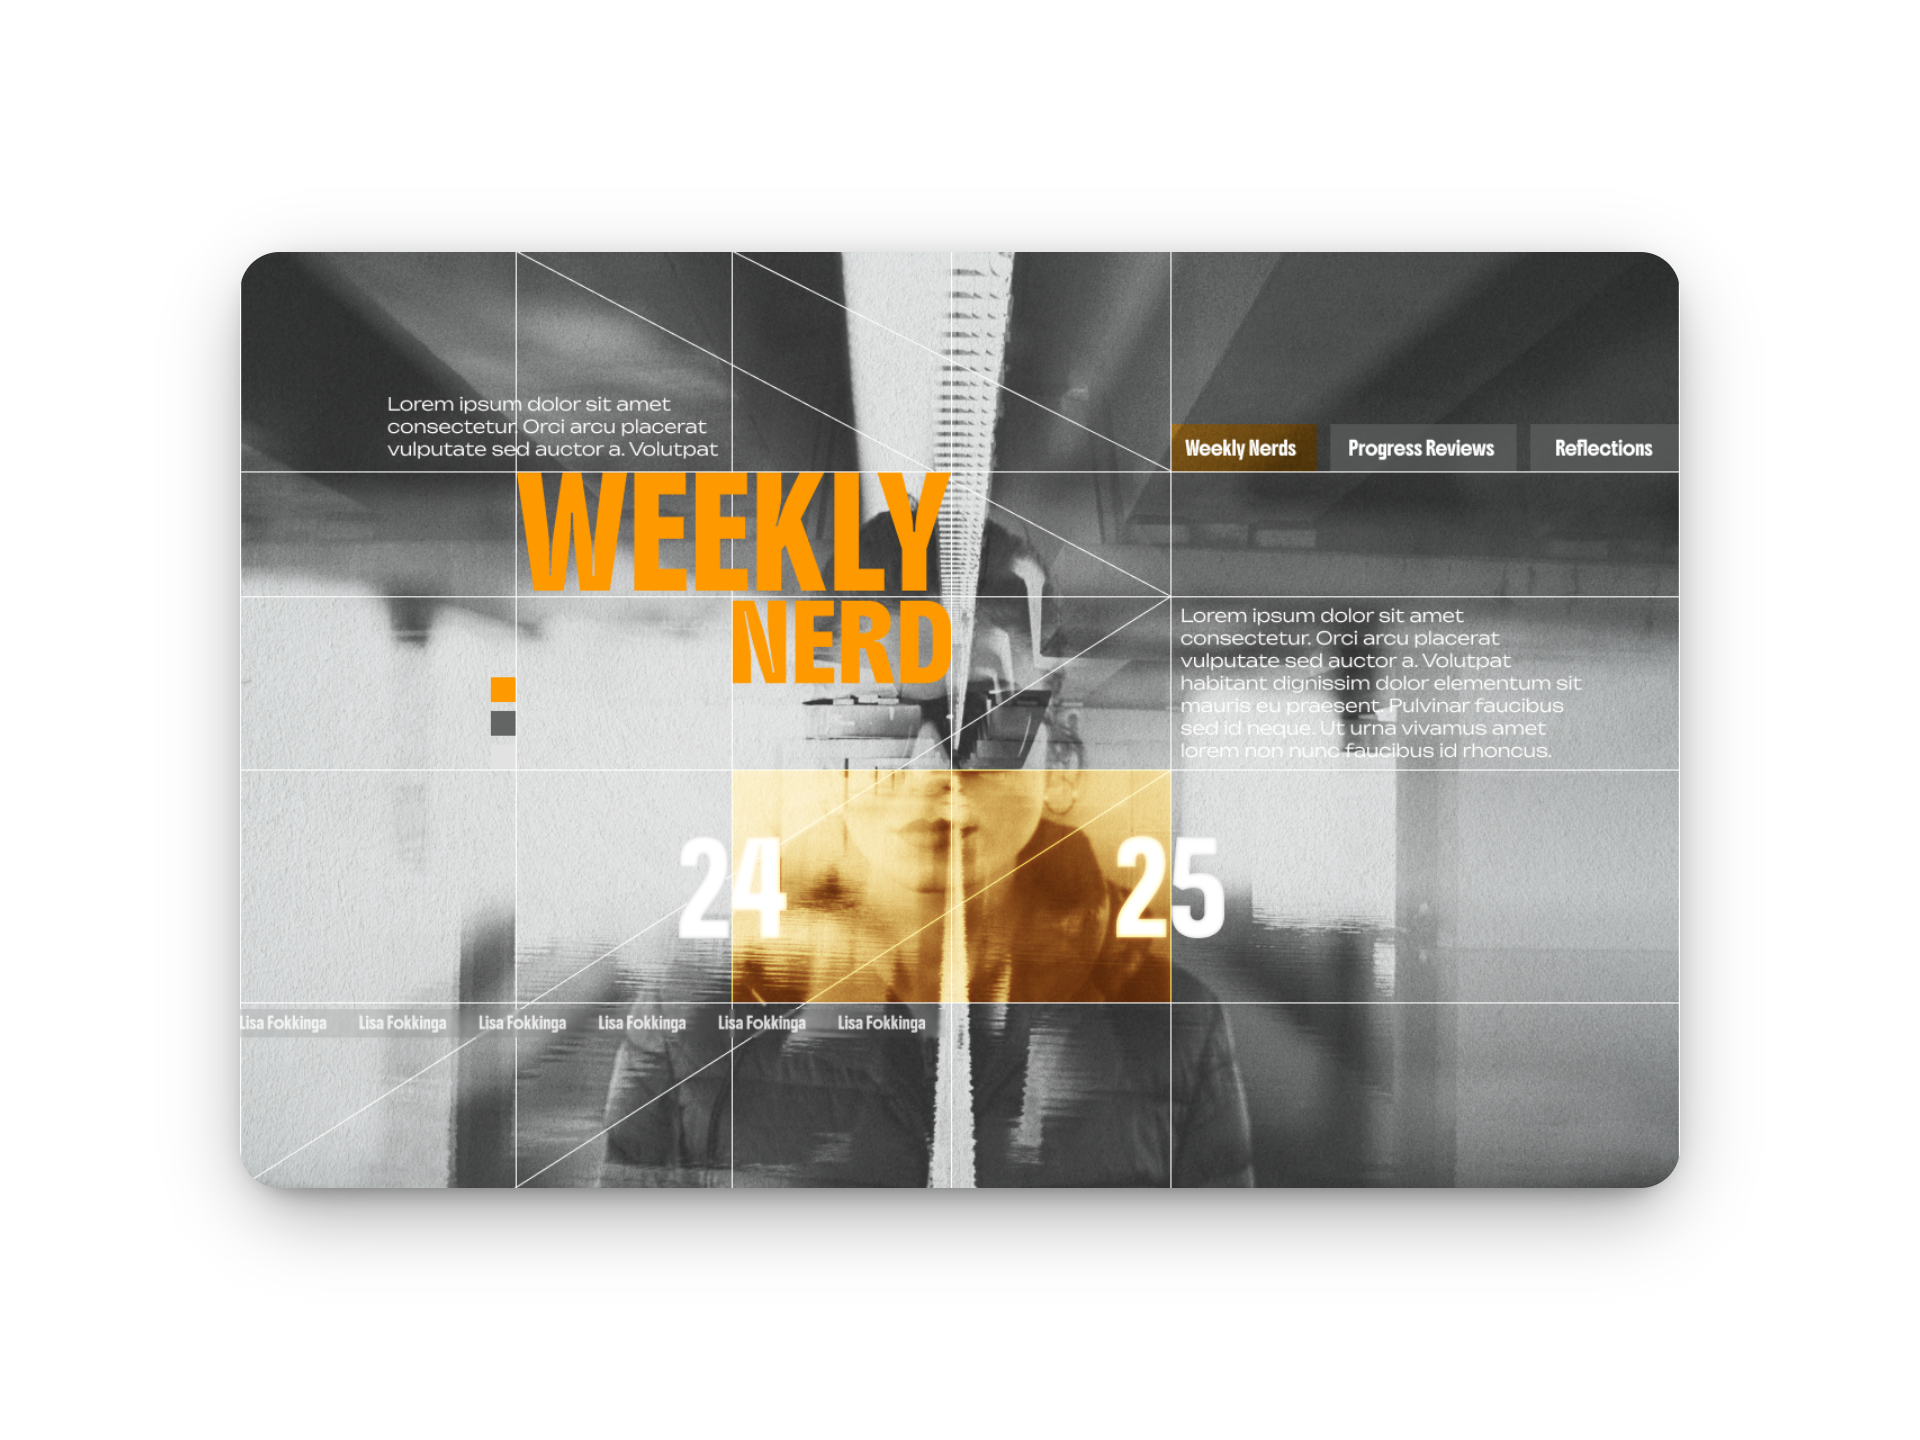 Lorem ipsum dolor sit amet
consectetur. Orci arcu placerat
vulputate sed auctor a. Volutpat
Weekly Nerds
Progress Reviews
Reflections
WEEKLY
NERD
Lorem ipsum dolor sit amet
consectetur. Orci arcu placerat
vulputate sed auctor a. Volutpat
habitant dignissim dolor elementum sit
mauris eu praesent. Pulvinar faucibus
sed id neque. Ut urna vivamus amet
lorem non nunc faucibus id rhoncus.
24
25
Lisa Fokkinga Lisa Fokkinga Lisa Fokkinga Lisa Fokkinga Lisa Fokkinga Lisa Fokkinga